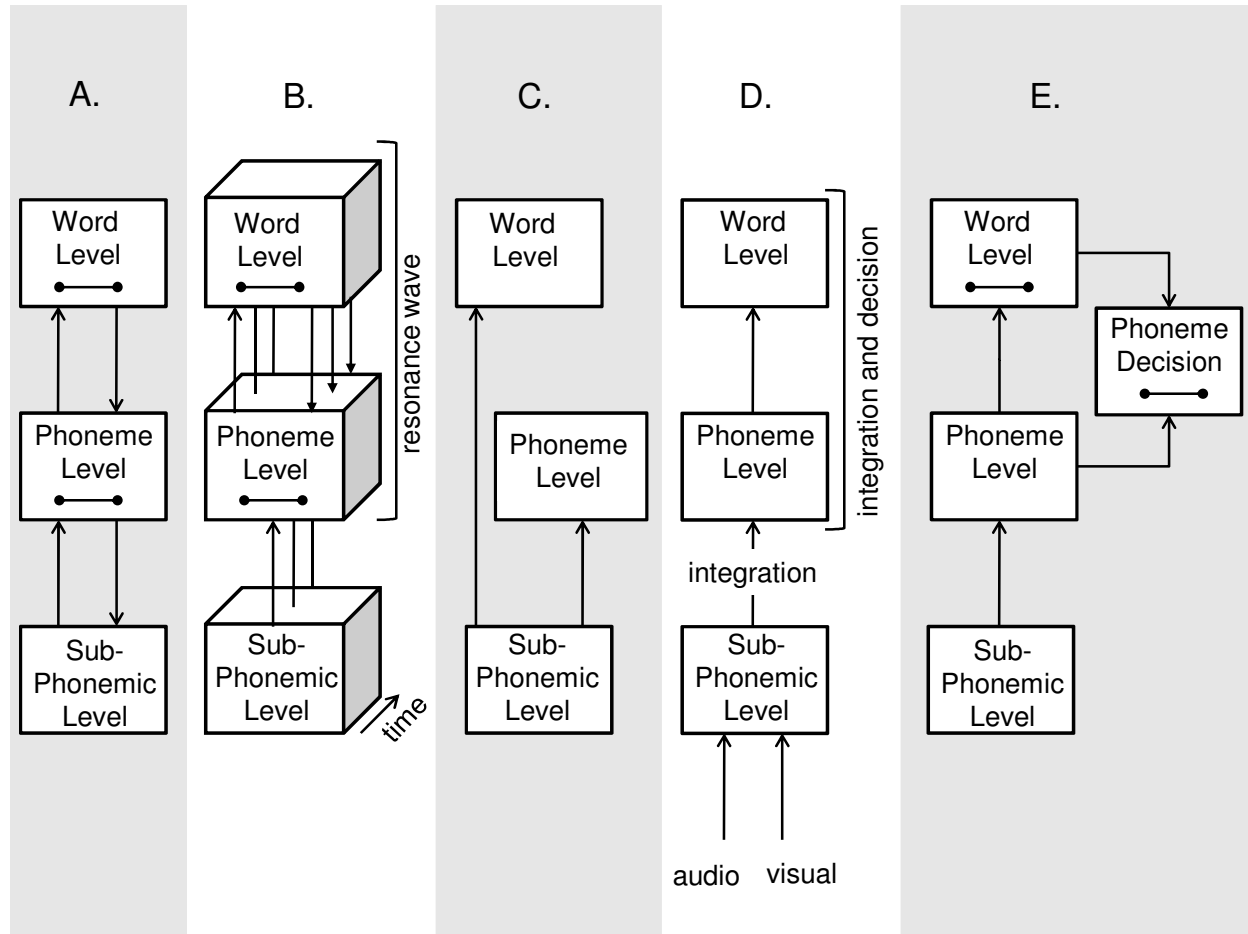 A.
Word
Level
Phoneme
Level
Sub-
Phonemic
Level
B.
Word
Level
Phoneme
Level
Sub-
Phonemic
Level
time
resonance wave
C.
Word
Level
Phoneme
Level
Sub-
Phonemic
Level
D.
Word
Level
Phoneme
Level
integration
Sub-
Phonemic
Level
audio
visual
integration and decision
E.
Word
Level
Phoneme
Decision
Phoneme
Level
Sub-
Phonemic
Level